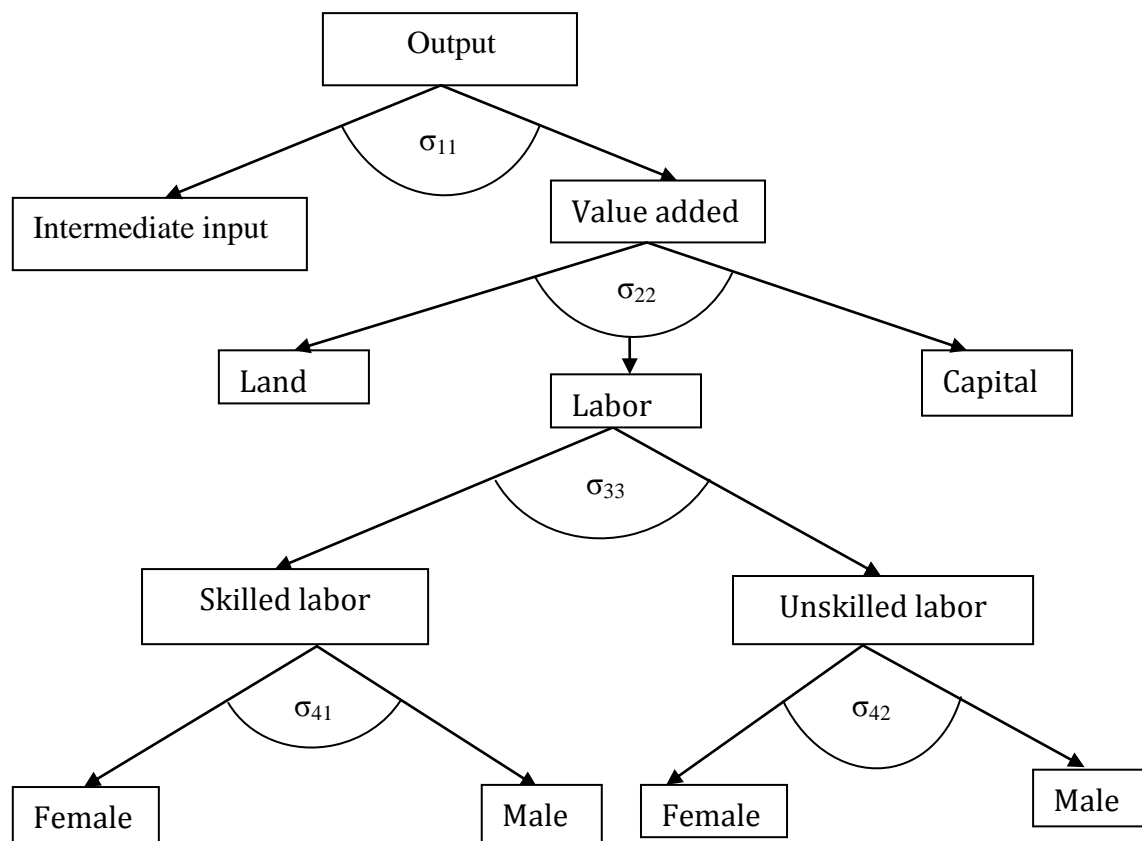 Output
σ11
Intermediate input
Value added
σ22
Land
Labor
Capital
σ33
Skilled labor
Unskilled labor
σ41
σ42
Female
Male
Female
Male